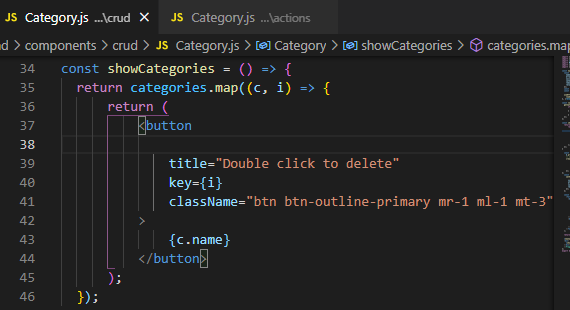 JS Category.js ...\crud JS Category.js ...\actions
components > crud > JS Category.js > Category > showCategories > categories.map
34 const showCategories = () => {
35 return categories.map((c, i) => {
36 return (
37 <button
38
39 title="Double click to delete"
40 key={i}
41 className="btn btn-outline-primary mr-1 ml-1 mt-3"
42 >
43 {c.name}
44 </button>
45 );
46 });